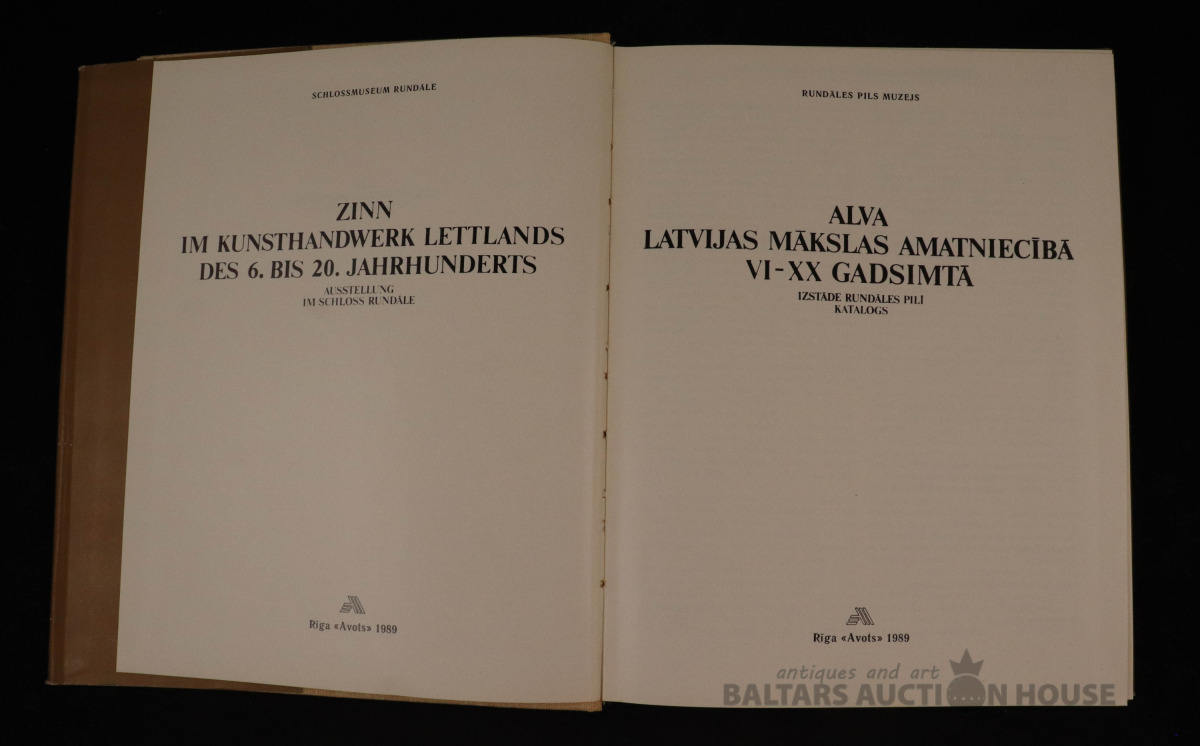 SCHLOSSMUSEUM RUNDĀLE
ZINN
IM KUNSTHANDWERK LETTLANDS
DES 6. BIS 20. JAHRHUNDERTS
AUSSTELLUNG
IM SCHLOSS RUNDĀLE
Rīga «Avots» 1989
RUNDĀLES PILS MUZEJS
ALVA
LATVIJAS MĀKSLAS AMATNIECĪBĀ
VI-XX GADSIMTĀ
IZSTĀDE RUNDĀLES PILĪ
KATALOGS
Rīga «Avots» 1989
antiques and art
BALTARS AUCTION HOUSE